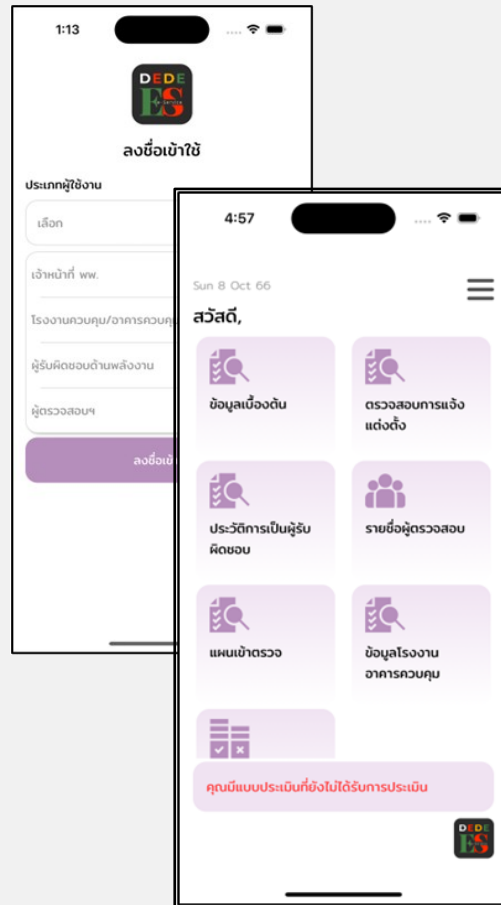 1:13
DEDE
ES
e-Service
ลงชื่อเข้าใช้
ประเภทผู้ใช้งาน
เลือก
เจ้าหน้าที่ พพ.
โรงงานควบคุม/อาคารควบคุม
ผู้รับผิดชอบด้านพลังงาน
ผู้ตรวจสอบฯ
4:57
Sun 8 Oct 66
สวัสดี,
ข้อมูลเบื้องต้น
ตรวจสอบการแจ้ง
แต่งตั้ง
ประวัติการเป็นผู้รับ
ผิดชอบ
รายชื่อผู้ตรวจสอบ
แผนเข้าตรวจ
ข้อมูลโรงงาน
อาคารควบคุม
คุณมีแบบประเมินที่ยังไม่ได้รับการประเมิน
DEDE
ES